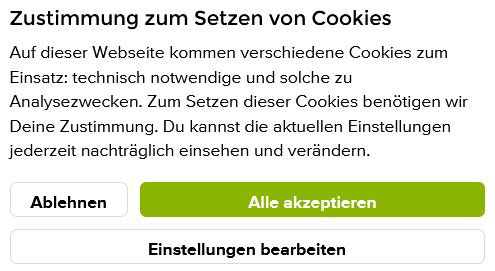 Zustimmung zum Setzen von Cookies
Auf dieser Webseite kommen verschiedene Cookies zum
Einsatz: technisch notwendige und solche zu
Analysezwecken. Zum Setzen dieser Cookies benötigen wir
Deine Zustimmung. Du kannst die aktuellen Einstellungen
jederzeit nachträglich einsehen und verändern.
Ablehnen
Alle akzeptieren
Einstellungen bearbeiten